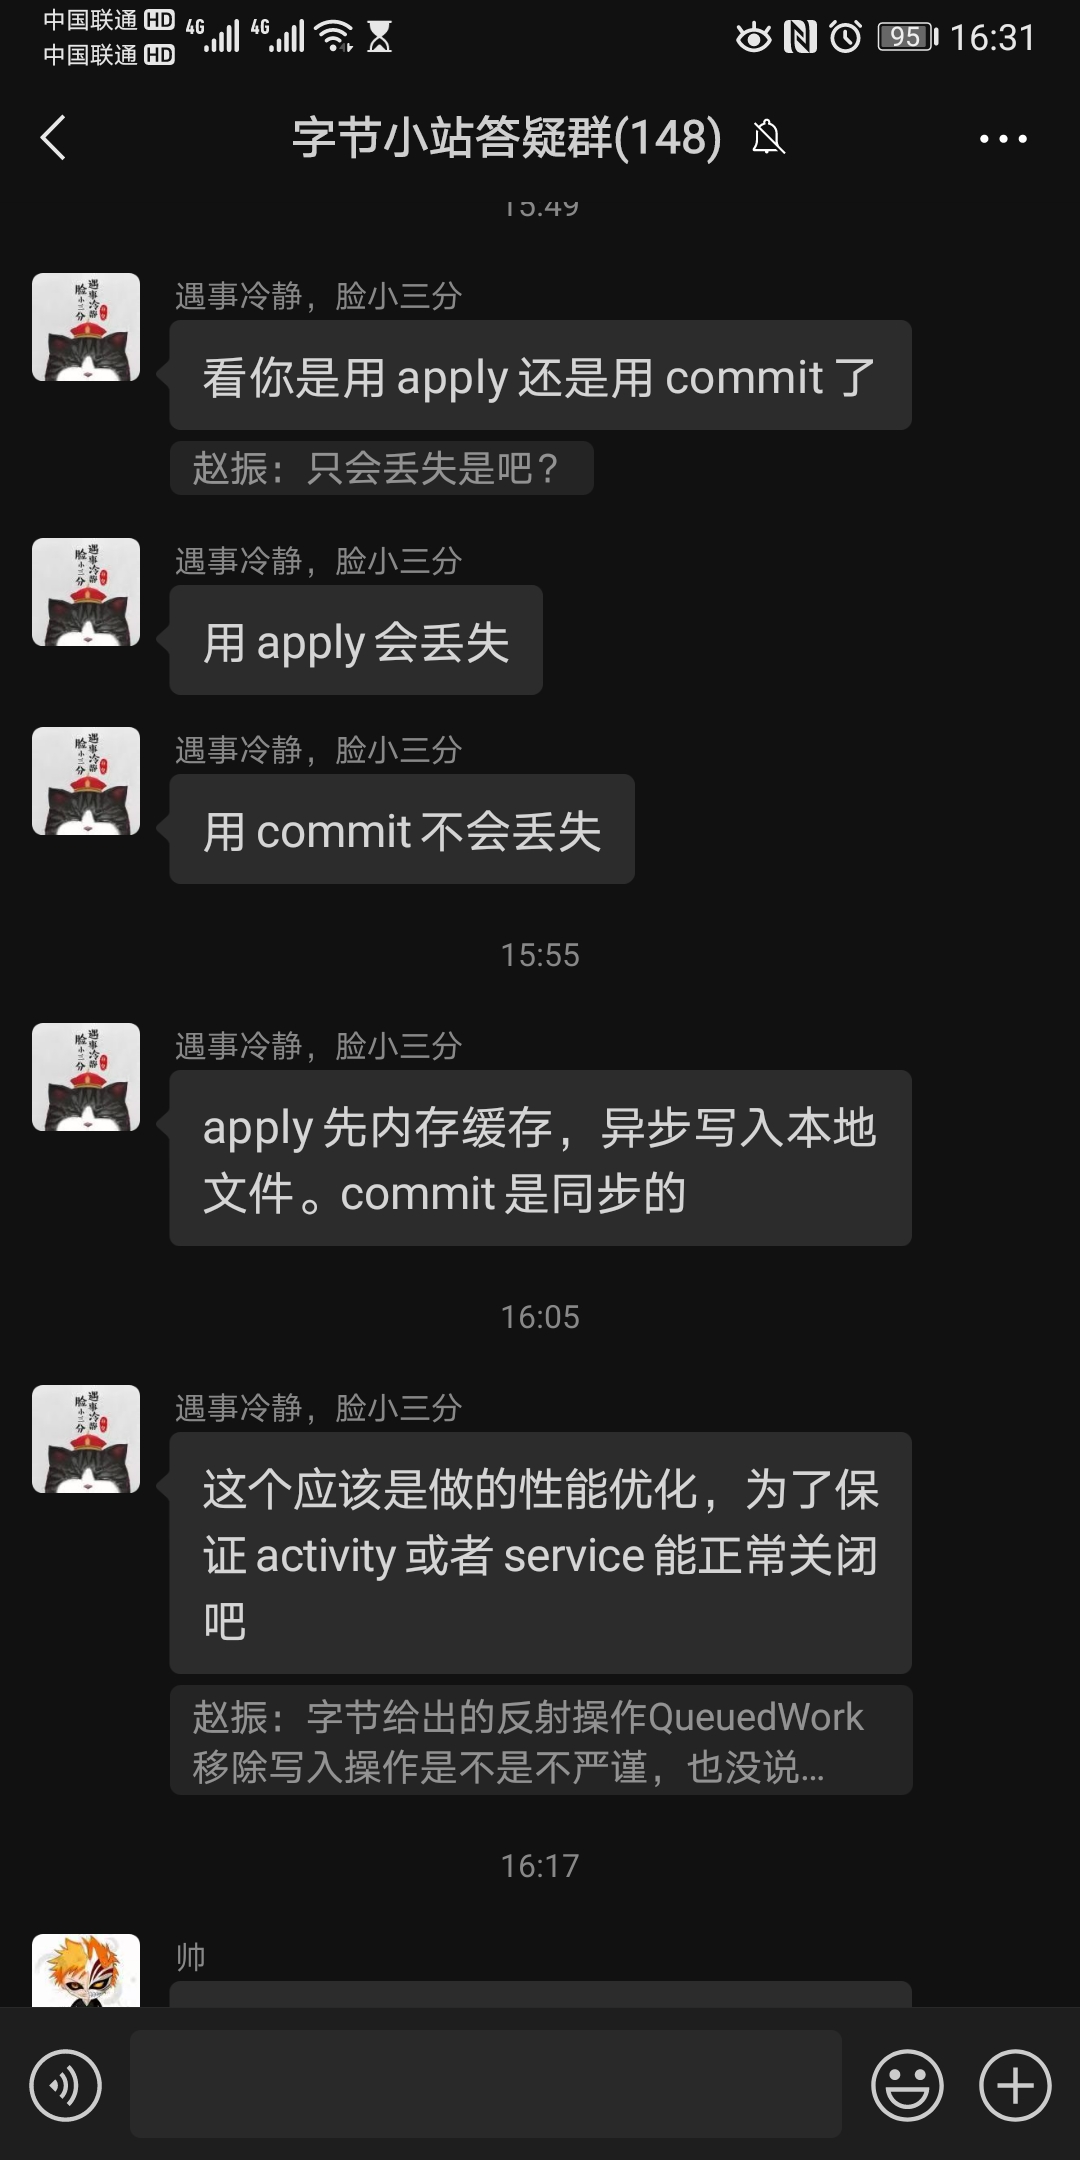 中国联通 HD 4G 4G 95 16:31
中国联通 HD
字节小站答疑群(148)
15:49
遇事冷静，脸小三分
看你是用 apply 还是用 commit 了
赵振：只会丢失是吧？
遇事冷静，脸小三分
用 apply 会丢失
遇事冷静，脸小三分
用 commit 不会丢失
15:55
遇事冷静，脸小三分
apply 先内存缓存，异步写入本地
文件。commit 是同步的
16:05
遇事冷静，脸小三分
这个应该是做的性能优化，为了保
证 activity 或者 service 能正常关闭
吧
赵振：字节给出的反射操作QueuedWork
移除写入操作是不是不严谨，也没说...
16:17
帅